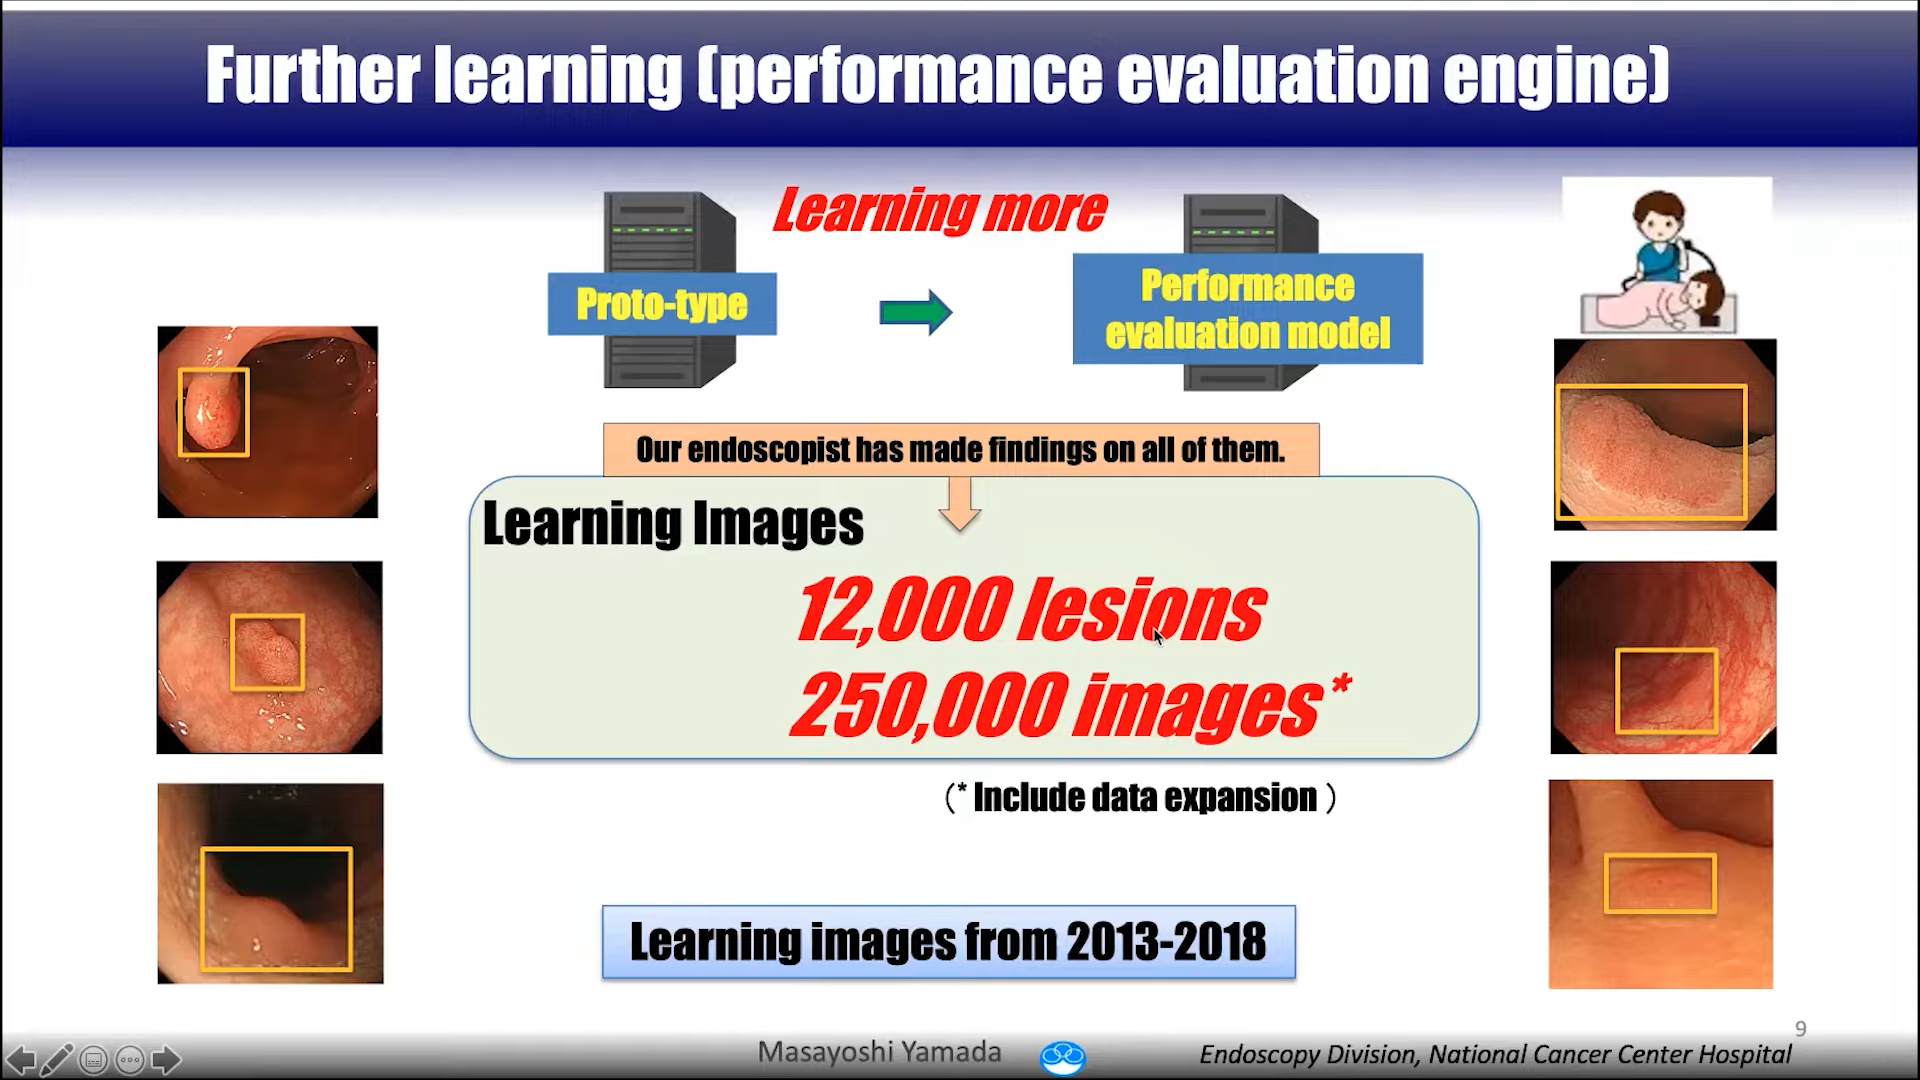 Further learning (performance evaluation engine)
Learning more
Proto-type
Performance
evaluation model
Our endoscopist has made findings on all of them.
Learning Images
12,000 lesions
250,000 images*
(* Include data expansion )
Learning images from 2013-2018
9
Masayoshi Yamada
Endoscopy Division, National Cancer Center Hospital